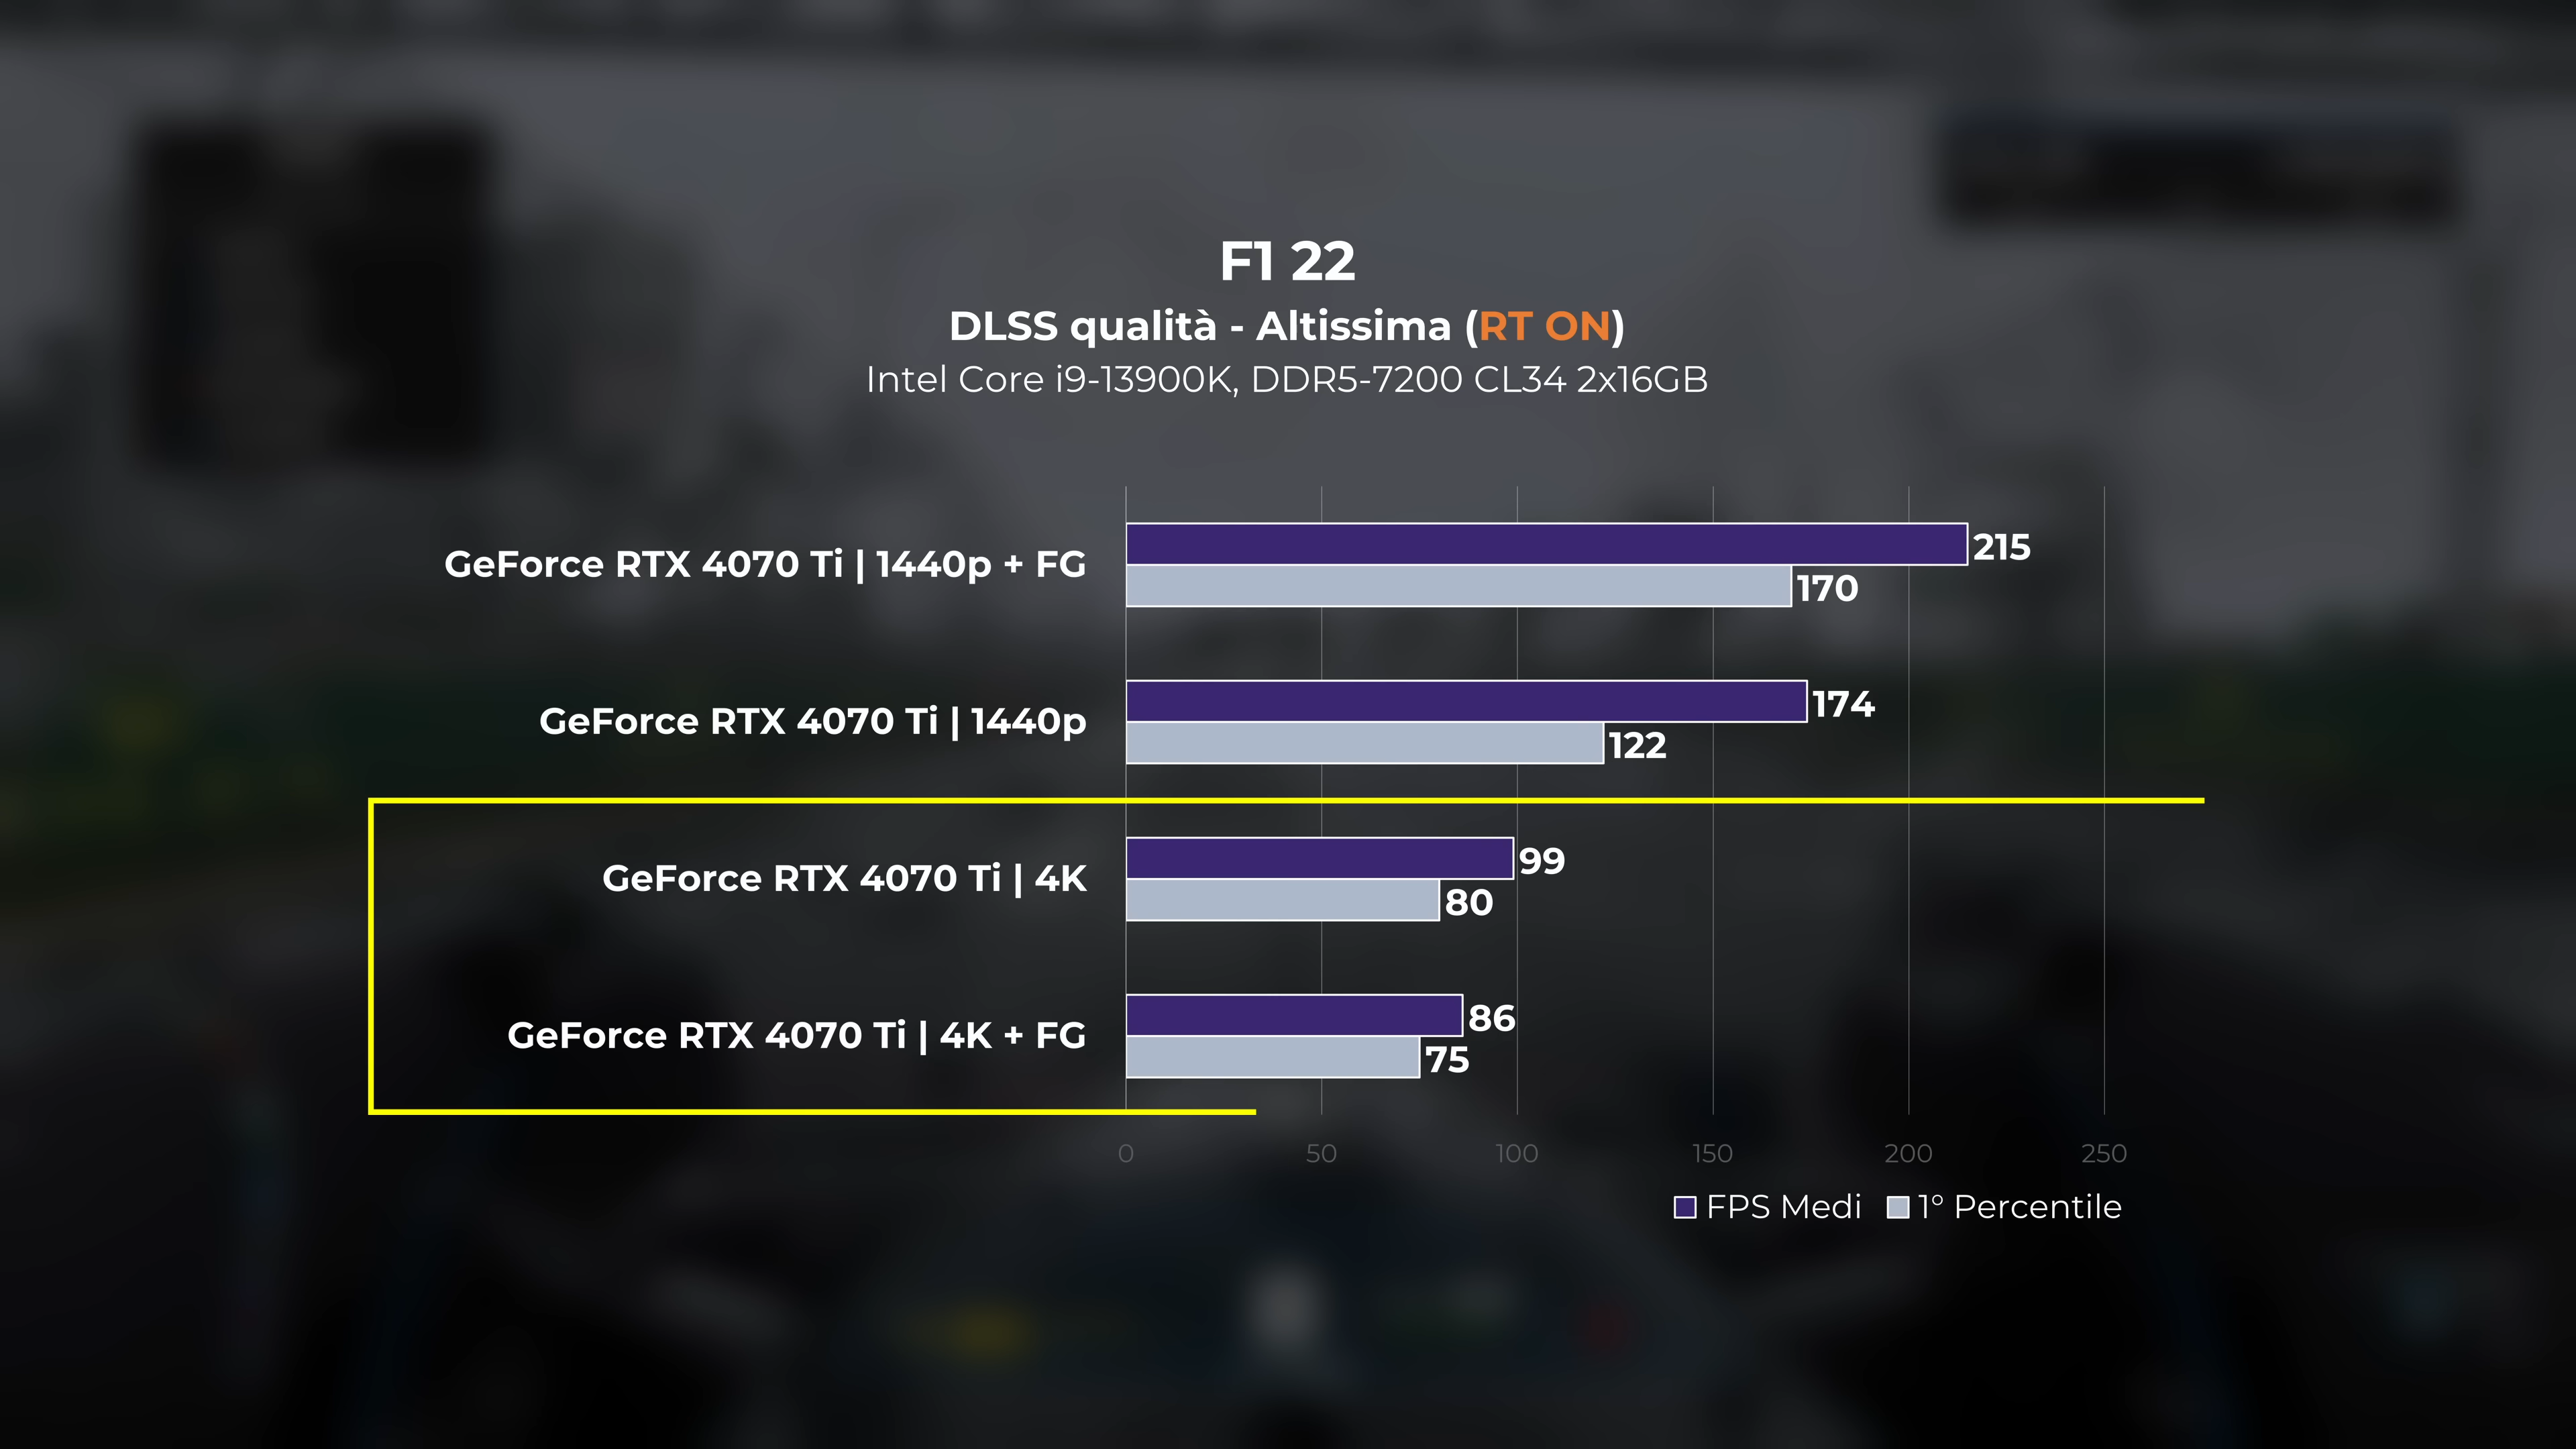 F1 22
DLSS qualità - Altissima (RT ON)
Intel Core i9-13900K, DDR5-7200 CL34 2x16GB
GeForce RTX 4070 Ti | 1440p + FG
215
170
GeForce RTX 4070 Ti | 1440p
174
122
GeForce RTX 4070 Ti | 4K
99
80
GeForce RTX 4070 Ti | 4K + FG
86
75
0 50 100 150 200 250
FPS Medi 1° Percentile